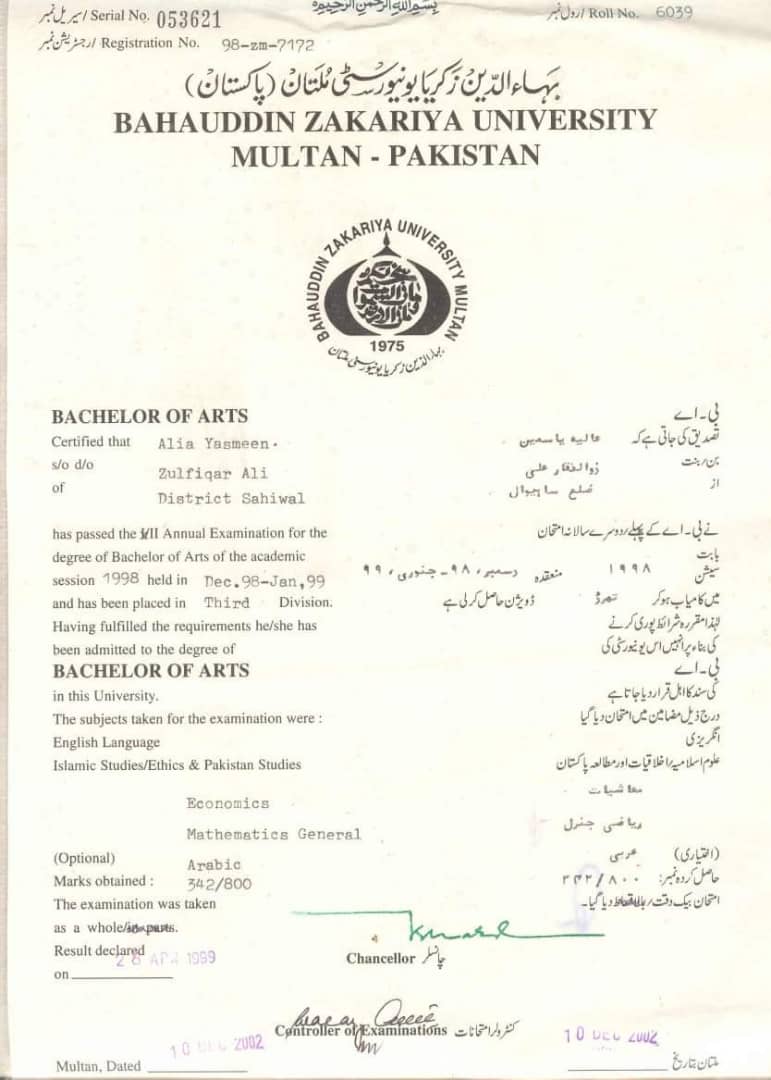 سیریل نمبر/ Serial No. 053621
بسم اللہ الرحمن الرحیم
رول نمبر/ Roll No. 6039
رجسٹریشن نمبر/ Registration No. 98-zm-7172
بہاءالدّین زکریا یونیورسٹی مُلتان (پاکستان)
BAHAUDDIN ZAKARIYA UNIVERSITY
MULTAN - PAKISTAN
BAHAUDDIN ZAKARIYA UNIVERSITY MULTAN
1975
بہاءالدین زکریا یونیورسٹی ملتان
BACHELOR OF ARTS بی۔اے
Certified that Alia Yasmeen. عالیہ یاسمین تصدیق کی جاتی ہے کہ
s/o d/o Zulfiqar Ali ذوالفقار علی بن/بنت
of District Sahiwal ضلع ساہیوال از
has passed the I/II Annual Examination for the نے بی۔اے کے پہلے/دوسرے سالانہ امتحان
degree of Bachelor of Arts of the academic بابت
session 1998 held in Dec.98-Jan,99 دسمبر،۹۸۔جنوری،۹۹ منعقدہ ۱۹۹۸ سیشن
and has been placed in Third Division. ڈویژن حاصل کر لی ہے تھرڈ میں کامیاب ہو کر
Having fulfilled the requirements he/she has لہٰذا مقررہ شرائط پوری کرنے
been admitted to the degree of کی بناء پر انہیں اس یونیورسٹی کی
BACHELOR OF ARTS بی۔اے
in this University. کی سند کا اہل قرار دیا جاتا ہے
The subjects taken for the examination were : درج ذیل مضامین میں امتحان دیا گیا
English Language انگریزی
Islamic Studies/Ethics & Pakistan Studies علوم اسلامیہ/اخلاقیات اور مطالعہ پاکستان
Economics معاشیات
Mathematics General ریاضی جنرل
(Optional) Arabic عربی (اختیاری)
Marks obtained : 342/800 ۳۴۲/۸۰۰ حاصل کردہ نمبر:
The examination was taken امتحان بیک وقت/بالاقساط دیا گیا۔
as a whole/in parts.
Result declared
on 28 APR 1999
Chancellor چانسلر
Controller of Examinations کنٹرولر امتحانات
Multan, Dated 10 DEC 2002
10 DEC 2002 ملتان بتاریخ